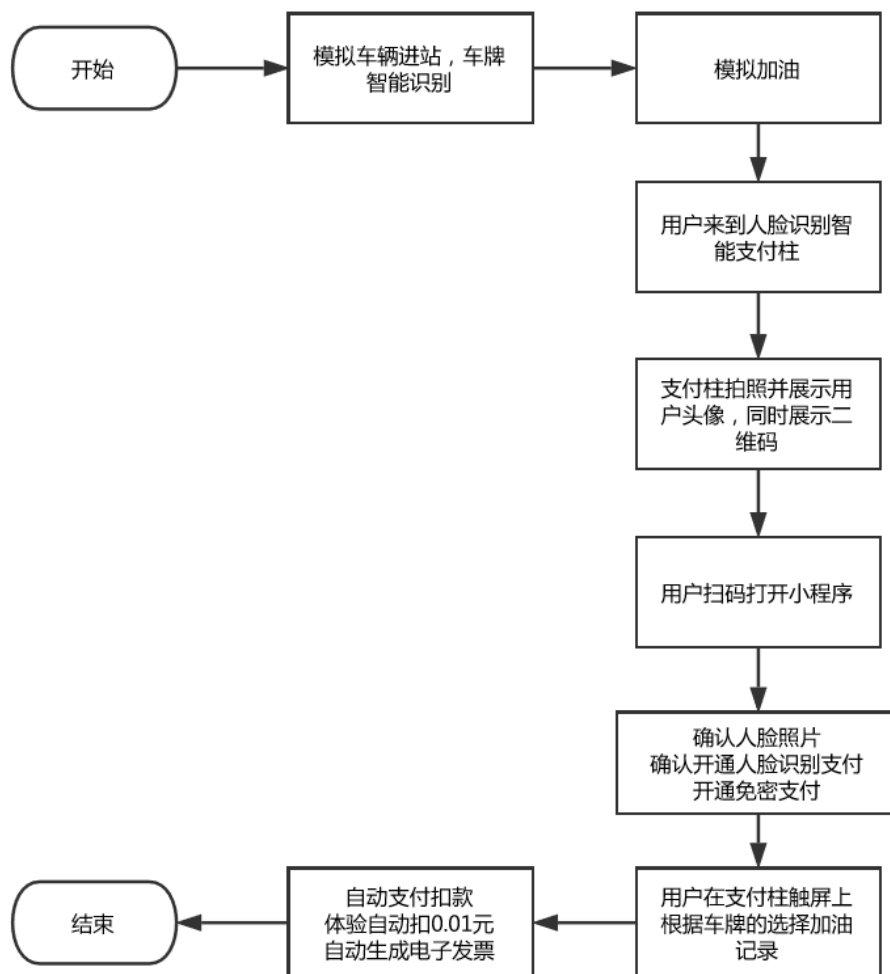 开始
模拟车辆进站，车牌
智能识别
模拟加油
用户来到人脸识别智
能支付柱
支付柱拍照并展示用
户头像，同时展示二
维码
用户扫码打开小程序
确认人脸照片
确认开通人脸识别支付
开通免密支付
用户在支付柱触屏上
根据车牌的选择加油
记录
自动支付扣款
体验自动扣0.01元
自动生成电子发票
结束